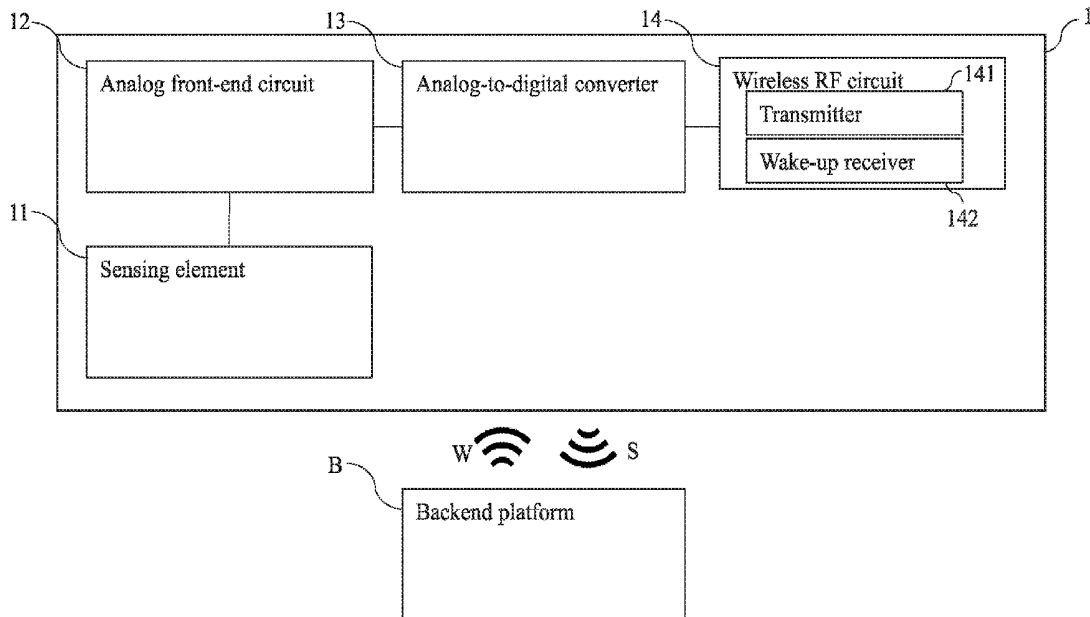 12
13
14
1
Analog front-end circuit
Analog-to-digital converter
Wireless RF circuit
141
Transmitter
Wake-up receiver
142
11
Sensing element
W
S
B
Backend platform